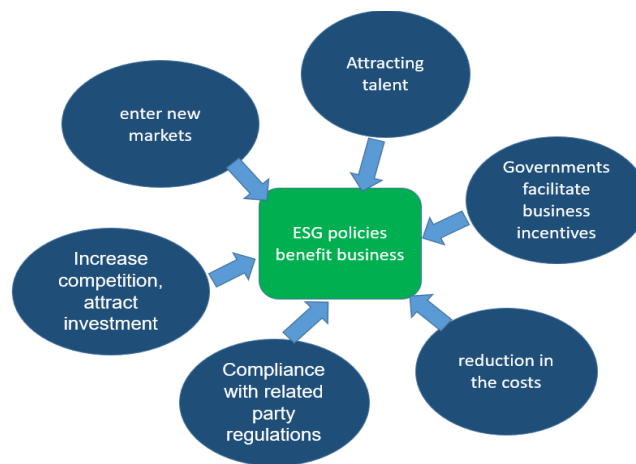 Attracting
talent
enter new
markets
Governments
facilitate
business
incentives
ESG policies
benefit business
Increase
competition,
attract
investment
reduction in
the costs
Compliance
with related
party
regulations